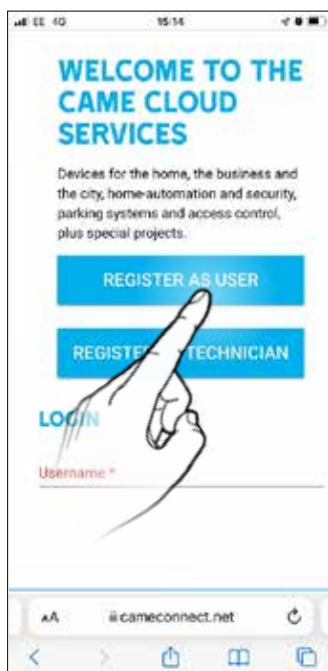 EE 4G 15:14
WELCOME TO THE
CAME CLOUD
SERVICES
Devices for the home, the business and
the city, home-automation and security,
parking systems and access control,
plus special projects.
REGISTER AS USER
REGISTER TECHNICIAN
LOGIN
Username *
AA cameconnect.net